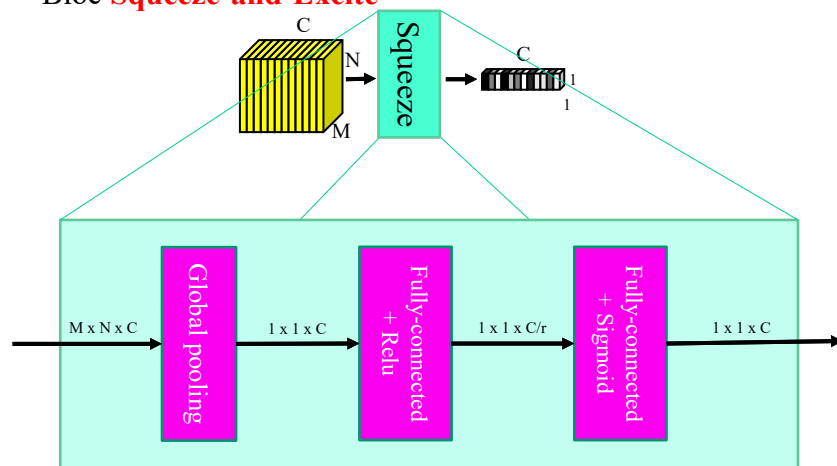 Bloc Squeeze-and-Excite
C
N
M
Squeeze
C
1
1
M x N x C
Global pooling
1 x 1 x C
Fully-connected
+ Relu
1 x 1 x C/r
Fully-connected
+ Sigmoid
1 x 1 x C